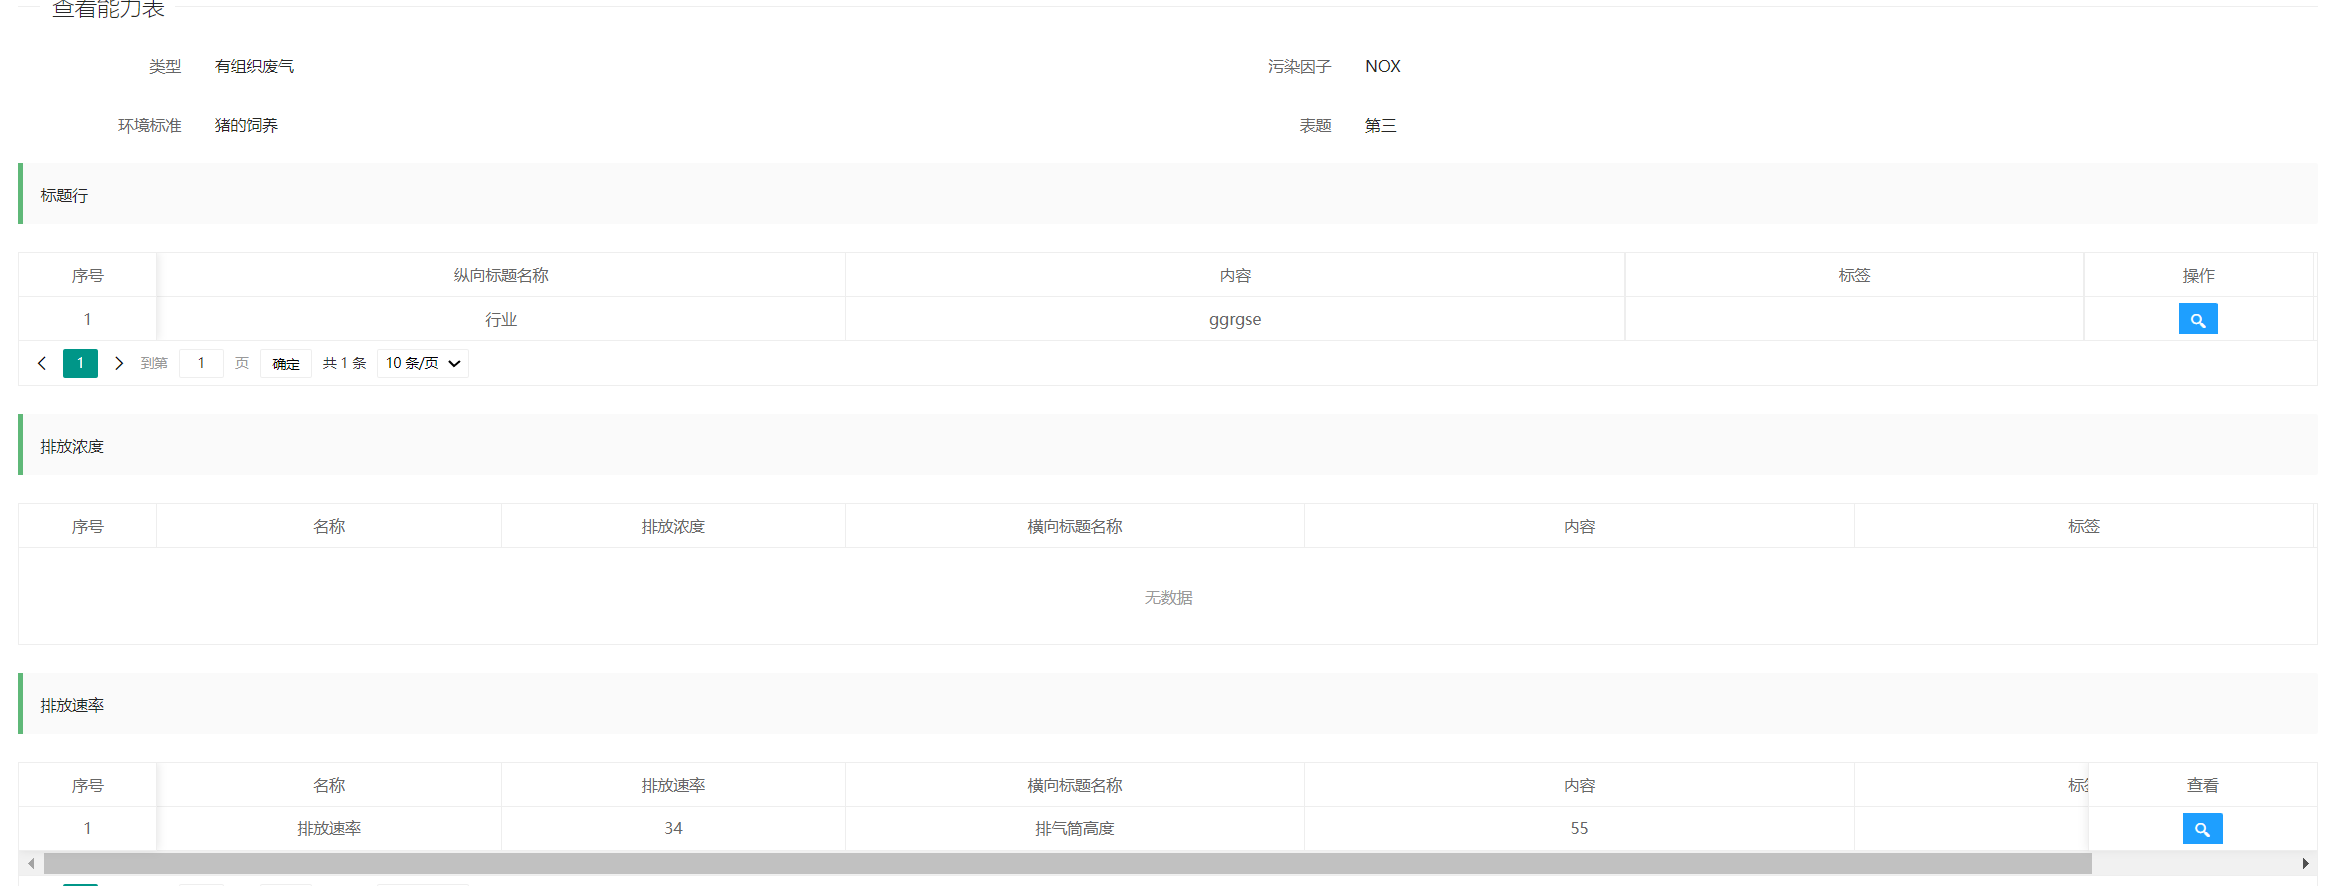 查看能力表
类型 有组织废气 污染因子 NOX
环境标准 猪的饲养 表题 第三
标题行
序号 纵向标题名称 内容 标签 操作
1 行业 ggrgse
1 到第 1 页 确定 共 1 条 10 条/页
排放浓度
序号 名称 排放浓度 横向标题名称 内容 标签
无数据
排放速率
序号 名称 排放速率 横向标题名称 内容 标 查看
1 排放速率 34 排气筒高度 55